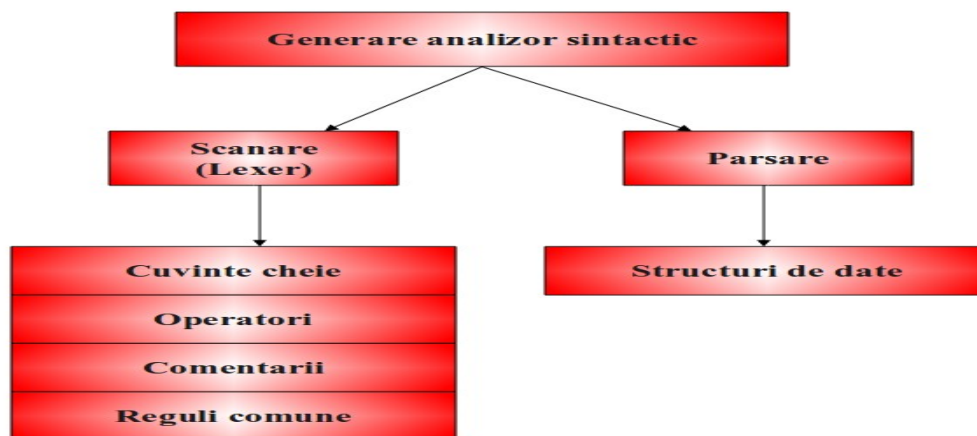 Generare analizor sintactic
Scanare
(Lexer)
Parsare
Cuvinte cheie
Operatori
Comentarii
Reguli comune
Structuri de date